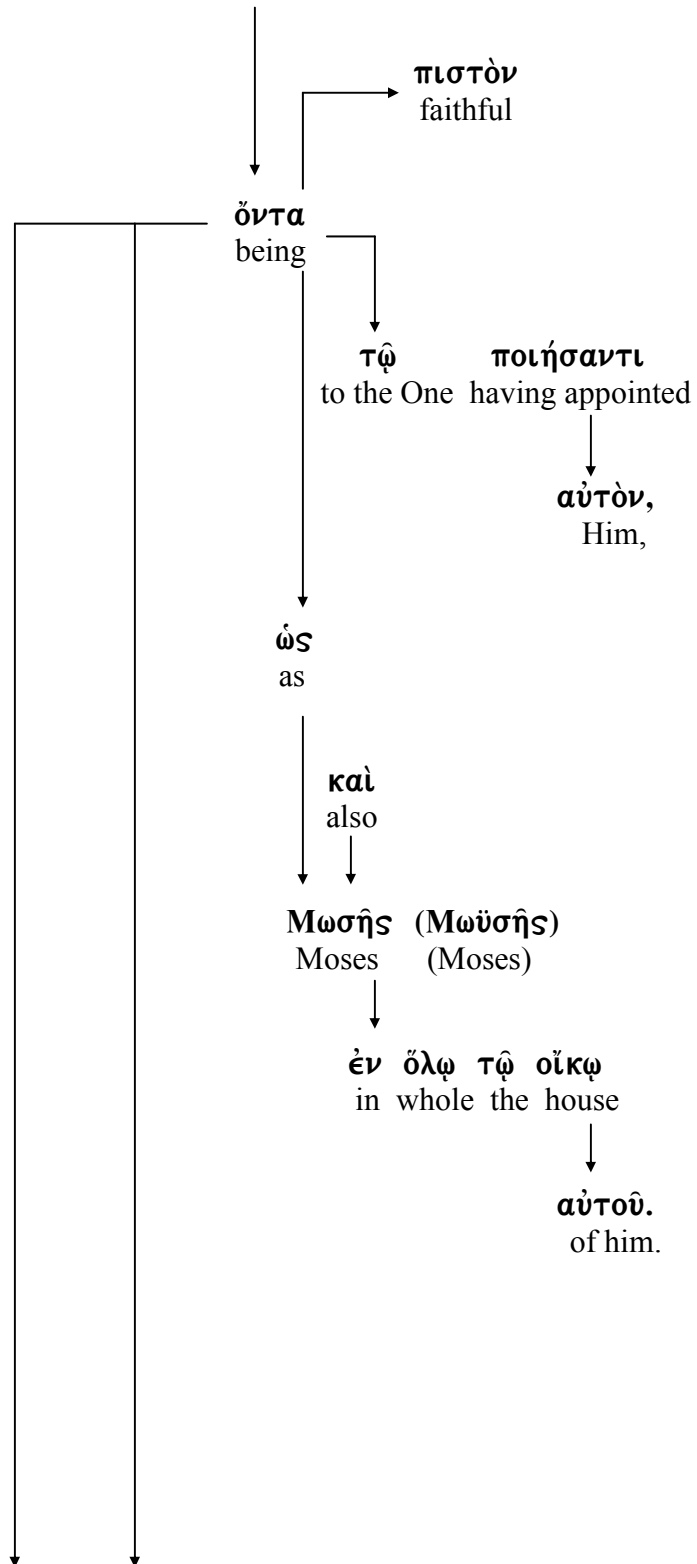 πιστὸν
faithful
ὄντα
being
τῷ ποιήσαντι
to the One having appointed
αὐτὸν,
Him,
ὡς
as
καὶ
also
Μωσῆς (Μωϋσῆς)
Moses (Moses)
ἐν ὅλῳ τῷ οἴκῳ
in whole the house
αὐτοῦ.
of him.